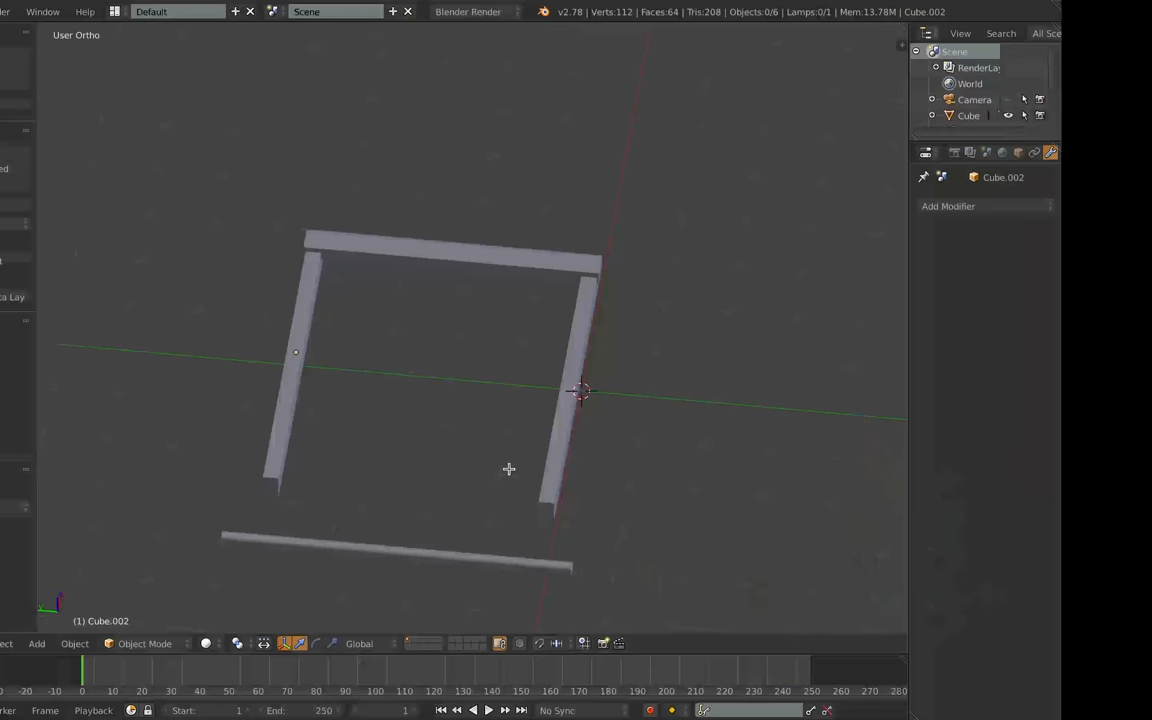 Window Help Default Scene Blender Render v2.78 | Verts:112 | Faces:64 | Tris:208 | Objects:0/6 | Lamps:0/1 | Mem:13.78M | Cube.002
User Ortho
View Search All Sce
Scene
RenderLay
World
Camera
Cube
Cube.002
Add Modifier
ta Lay
(1) Cube.002
Add Object Object Mode Global
-20 -10 0 10 20 30 40 50 60 70 80 90 100 110 120 130 140 150 160 170 180 190 200 210 220 230 240 250 260 270 280
Frame Playback Start: 1 End: 250 1 No Sync